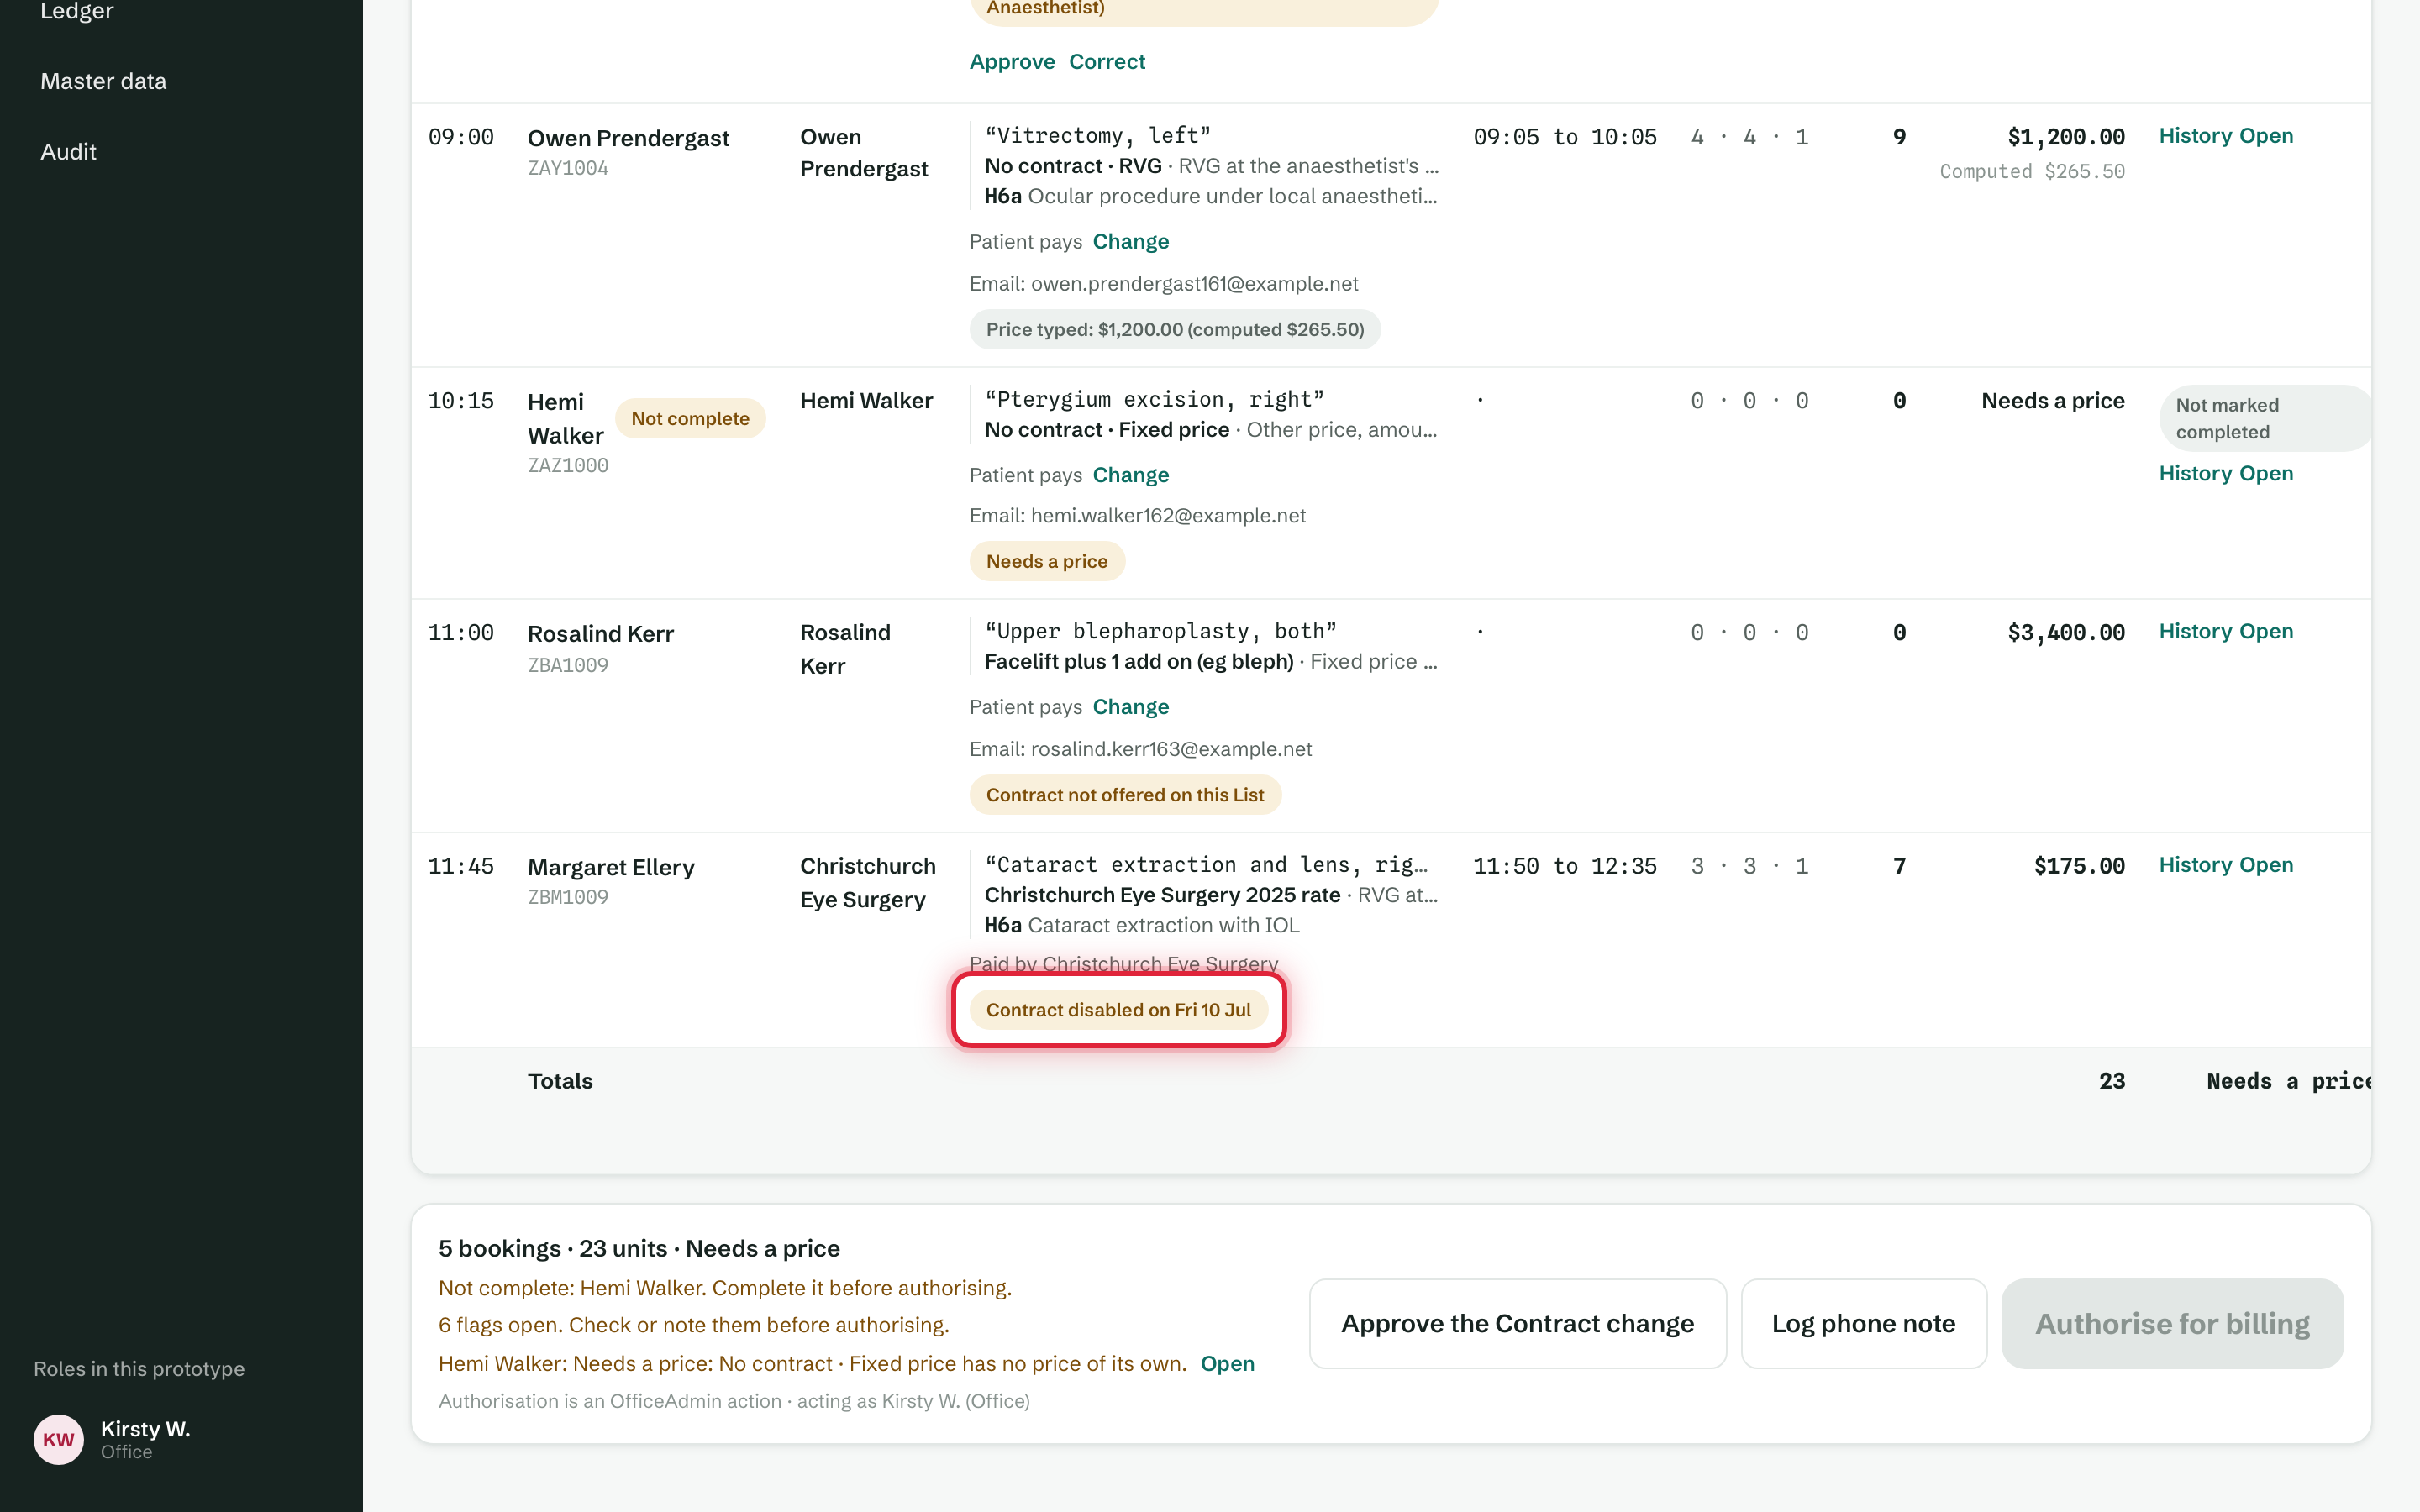 Ledger
Master data
Audit
Anaesthetist)
Approve Correct
09:00 Owen Prendergast Owen “Vitrectomy, left” 09:05 to 10:05 4 · 4 · 1 9 $1,200.00 History Open
ZAY1004 Prendergast No contract · RVG · RVG at the anaesthetist's ... Computed $265.50
H6a Ocular procedure under local anaestheti...
Patient pays Change
Email: owen.prendergast161@example.net
Price typed: $1,200.00 (computed $265.50)
10:15 Hemi Walker Not complete Hemi Walker “Pterygium excision, right” · 0 · 0 · 0 0 Needs a price Not marked completed
ZAZ1000 No contract · Fixed price · Other price, amou... History Open
Patient pays Change
Email: hemi.walker162@example.net
Needs a price
11:00 Rosalind Kerr Rosalind “Upper blepharoplasty, both” · 0 · 0 · 0 0 $3,400.00 History Open
ZBA1009 Kerr Facelift plus 1 add on (eg bleph) · Fixed price ...
Patient pays Change
Email: rosalind.kerr163@example.net
Contract not offered on this List
11:45 Margaret Ellery Christchurch “Cataract extraction and lens, rig... 11:50 to 12:35 3 · 3 · 1 7 $175.00 History Open
ZBM1009 Eye Surgery Christchurch Eye Surgery 2025 rate · RVG at...
H6a Cataract extraction with IOL
Paid by Christchurch Eye Surgery
Contract disabled on Fri 10 Jul
Totals 23 Needs a price
5 bookings · 23 units · Needs a price
Not complete: Hemi Walker. Complete it before authorising.
6 flags open. Check or note them before authorising.
Hemi Walker: Needs a price: No contract · Fixed price has no price of its own. Open
Authorisation is an OfficeAdmin action · acting as Kirsty W. (Office)
Approve the Contract change Log phone note Authorise for billing
Roles in this prototype
KW Kirsty W.
Office